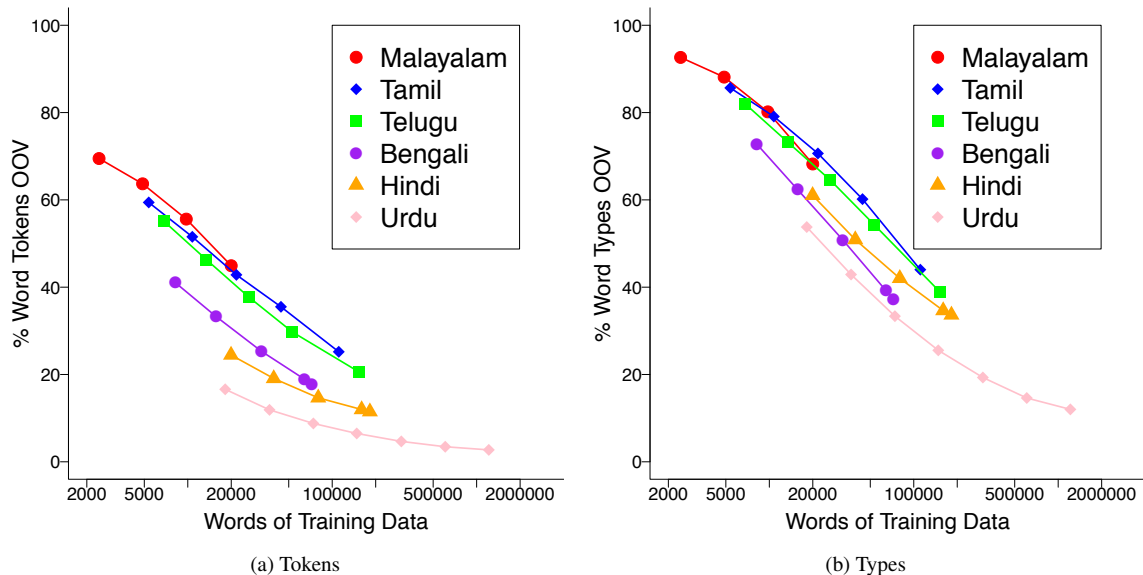 100
80
60
40
20
0
% Word Tokens OOV
Malayalam
Tamil
Telugu
Bengali
Hindi
Urdu
2000 5000 20000 100000 500000 2000000
Words of Training Data
(a) Tokens
100
80
60
40
20
0
% Word Types OOV
Malayalam
Tamil
Telugu
Bengali
Hindi
Urdu
2000 5000 20000 100000 500000 2000000
Words of Training Data
(b) Types